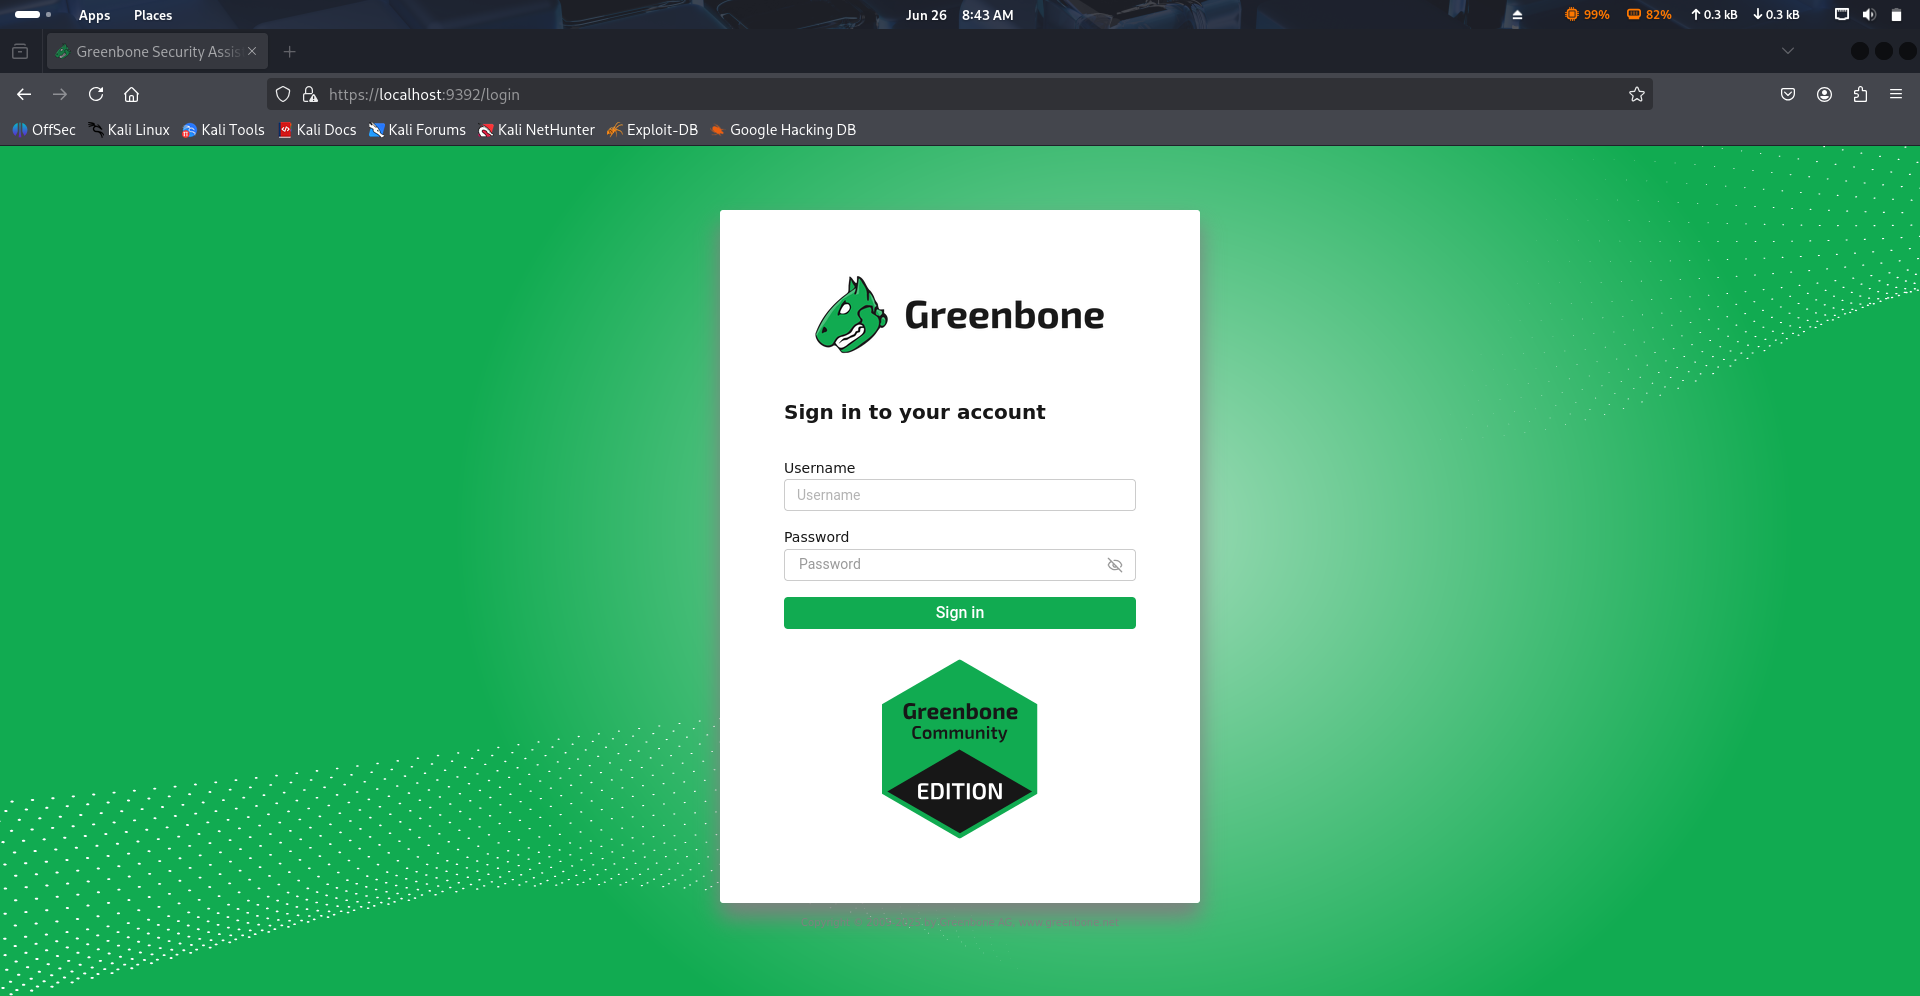 Apps Places Jun 26 8:43 AM 99% 82% 0.3 kB 0.3 kB
Greenbone Security Assis
https://localhost:9392/login
OffSec Kali Linux Kali Tools Kali Docs Kali Forums Kali NetHunter Exploit-DB Google Hacking DB
Greenbone
Sign in to your account
Username
Username
Password
Password
Sign in
Greenbone
Community
EDITION
Greenbone AG, www.greenbone.net